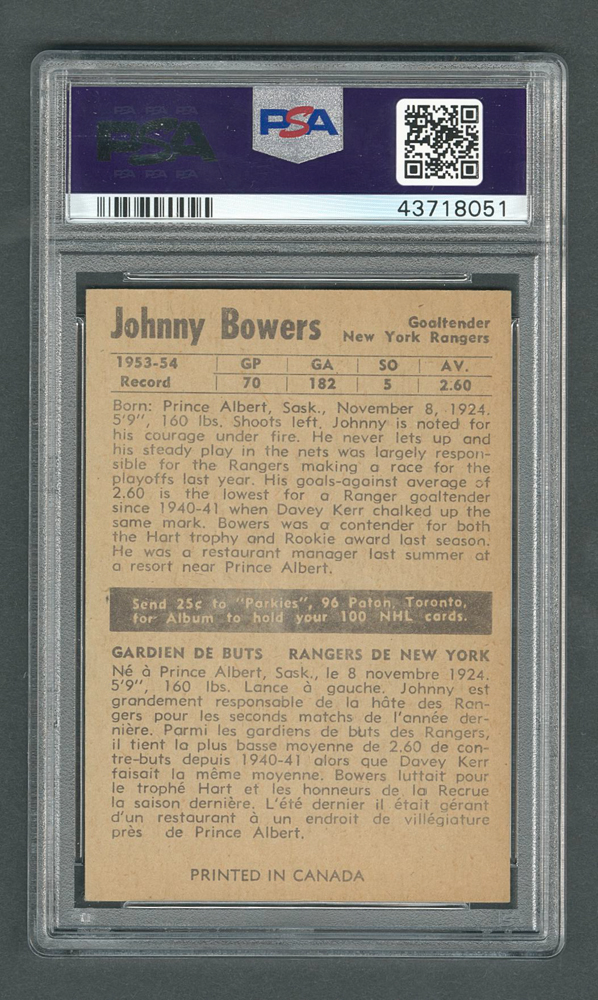 PSA PSA PSA
PSA
PSA PSA PSA
PSA
43718051
Johnny Bowers
Goaltender
New York Rangers
1953-54 GP GA SO AV.
Record 70 182 5 2.60
Born: Prince Albert, Sask., November 8, 1924.
5'9", 160 lbs. Shoots left. Johnny is noted for
his courage under fire. He never lets up and
his steady play in the nets was largely respon-
sible for the Rangers making a race for the
playoffs last year. His goals-against average of
2.60 is the lowest for a Ranger goaltender
since 1940-41 when Davey Kerr chalked up the
same mark. Bowers was a contender for both
the Hart trophy and Rookie award last season.
He was a restaurant manager last summer at
a resort near Prince Albert.
Send 25c to "Parkies", 96 Paton, Toronto,
for Album to hold your 100 NHL cards.
GARDIEN DE BUTS RANGERS DE NEW YORK
Né à Prince Albert, Sask., le 8 novembre 1924.
5'9", 160 lbs. Lance à gauche. Johnny est
grandement responsable de la hâte des Ran-
gers pour les seconds matchs de l'année der-
nière. Parmi les gardiens de buts des Rangers,
il tient la plus basse moyenne de 2.60 de con-
tre-buts depuis 1940-41 alors que Davey Kerr
faisait la même moyenne. Bowers luttait pour
le trophé Hart et les honneurs de la Recrue
la saison dernière. L'été dernier il était gérant
d'un restaurant à un endroit de villégiature
près de Prince Albert.
PRINTED IN CANADA